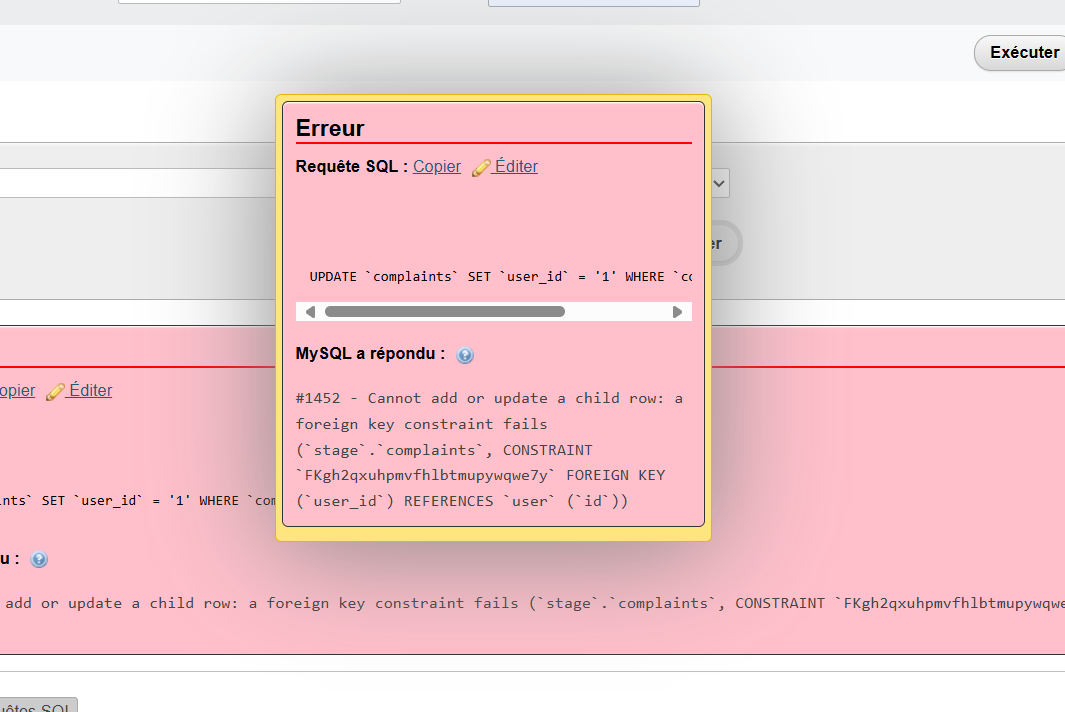 Exécuter
Erreur
Requête SQL : Copier Éditer
UPDATE `complaints` SET `user_id` = '1' WHERE `co
er
MySQL a répondu :
#1452 - Cannot add or update a child row: a
foreign key constraint fails
(`stage`.`complaints`, CONSTRAINT
`FKgh2qxuhpmvfhlbtmupywqwe7y` FOREIGN KEY
(`user_id`) REFERENCES `user` (`id`))
opier Éditer
nts` SET `user_id` = '1' WHERE `com
u :
add or update a child row: a foreign key constraint fails (`stage`.`complaints`, CONSTRAINT `FKgh2qxuhpmvfhlbtmupywqwe
uêtes SQL